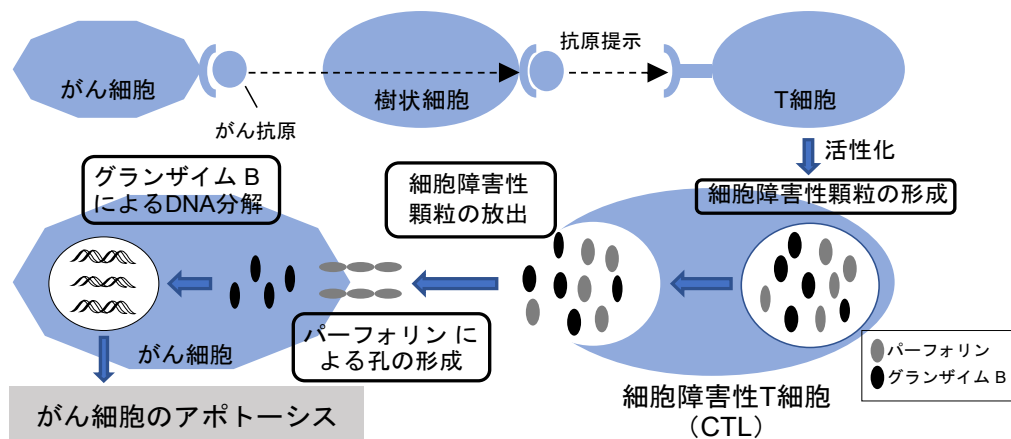 がん細胞
がん抗原
樹状細胞
抗原提示
T細胞
活性化
細胞障害性顆粒の形成
細胞障害性
顆粒の放出
グランザイム B
によるDNA分解
パーフォリン に
よる孔の形成
がん細胞
がん細胞のアポトーシス
細胞障害性T細胞
（CTL）
パーフォリン
グランザイム B